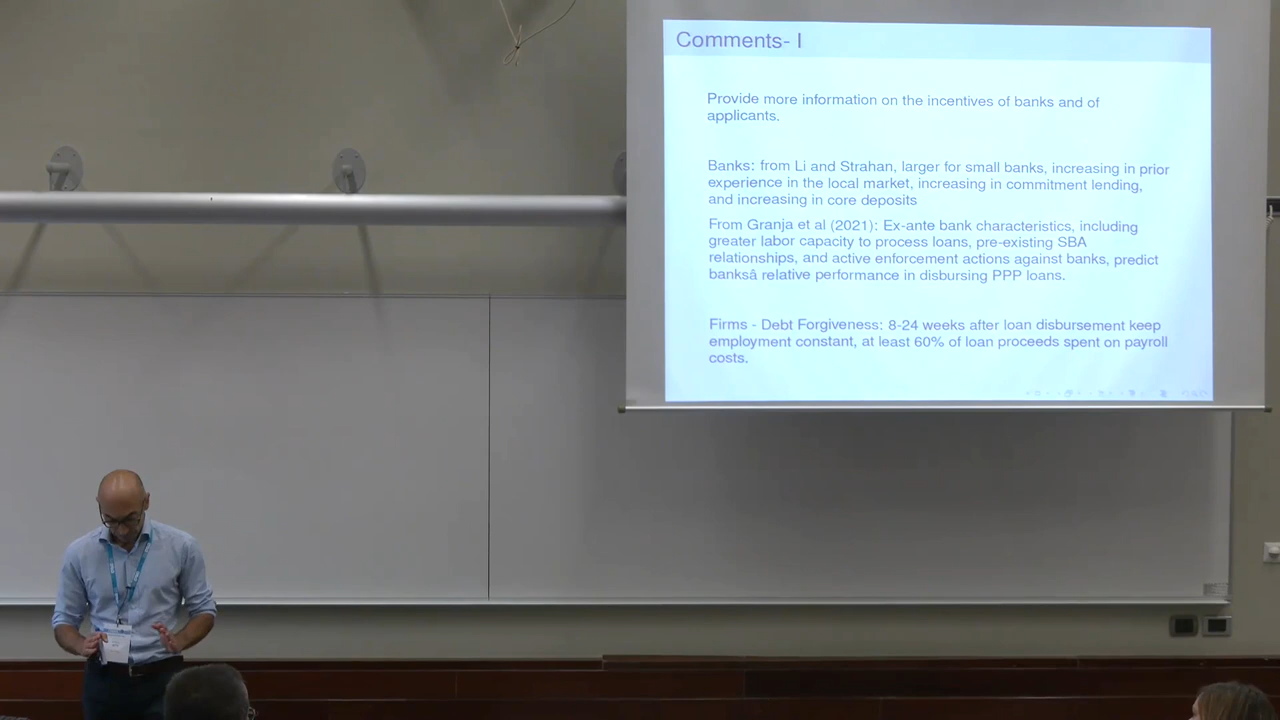 Comments- I
Provide more information on the incentives of banks and of
applicants.
Banks: from Li and Strahan, larger for small banks, increasing in prior
experience in the local market, increasing in commitment lending,
and increasing in core deposits
From Granja et al (2021): Ex-ante bank characteristics, including
greater labor capacity to process loans, pre-existing SBA
relationships, and active enforcement actions against banks, predict
banksâ relative performance in disbursing PPP loans.
Firms - Debt Forgiveness: 8-24 weeks after loan disbursement keep
employment constant, at least 60% of loan proceeds spent on payroll
costs.